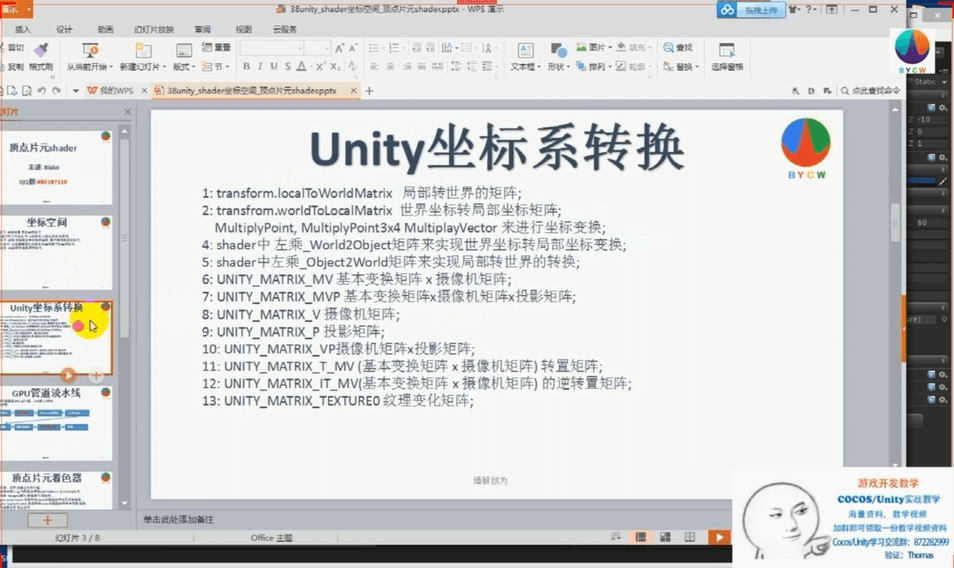 演示
38unity_shader坐标空间_顶点片元shader.pptx - WPS 演示
拖拽上传
插入 设计 动画 幻灯片放映 审阅 视图 云服务
剪切
复制 格式刷 从当前开始 新建幻灯片 版式 节 重置
B I U S A
文本框 形状 图片 排列 填充 轮廓 查找 替换 选择窗格
我的WPS 38unity_shader坐标空间_顶点片元shader.pptx 点此查找命令
BYCW
Static
幻灯片
顶点片元shader
主讲: Blake
坐标空间
Unity坐标系转换
GPU管道流水线
顶点片元着色器
Unity坐标系转换
BYCW
1: transform.localToWorldMatrix 局部转世界的矩阵;
2: transfrom.worldToLocalMatrix 世界坐标转局部坐标矩阵;
MultiplyPoint, MultiplyPoint3x4 MultiplayVector 来进行坐标变换;
4: shader中 左乘_World2Object矩阵来实现世界坐标转局部坐标变换;
5: shader中左乘_Object2World矩阵来实现局部转世界的转换;
6: UNITY_MATRIX_MV 基本变换矩阵 x 摄像机矩阵;
7: UNITY_MATRIX_MVP 基本变换矩阵x摄像机矩阵x投影矩阵;
8: UNITY_MATRIX_V 摄像机矩阵;
9: UNITY_MATRIX_P 投影矩阵;
10: UNITY_MATRIX_VP摄像机矩阵x投影矩阵;
11: UNITY_MATRIX_T_MV (基本变换矩阵 x 摄像机矩阵) 转置矩阵;
12: UNITY_MATRIX_IT_MV(基本变换矩阵 x 摄像机矩阵) 的逆转置矩阵;
13: UNITY_MATRIX_TEXTURE0 纹理变化矩阵;
博毅创为
Z -10
Z 0
Z 1
60
单击此处添加备注
幻灯片 3 / 8 Office 主题
游戏开发教学
COCOS/Unity实战教学
海量资料, 教学视频
加群即可领取一份教学视频资料
Cocos/Unity学习交流群: 872282999
验证: Thomas